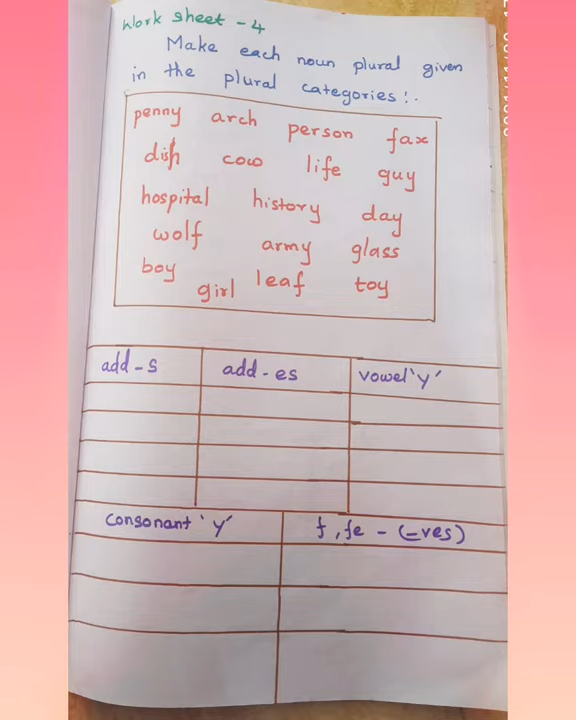 Work sheet - 4
Make each noun plural given
in the plural categories:-
penny arch person fax
dish cow life guy
hospital history day
wolf army glass
boy girl leaf toy
add-s add-es vowel 'y'
consonant 'y' f, fe - (-ves)